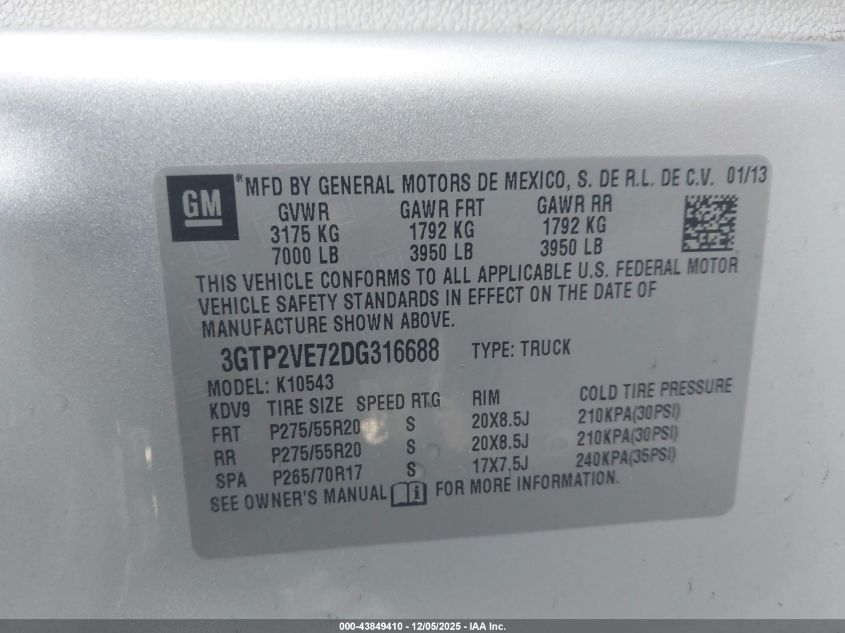 GM
®MFD BY GENERAL MOTORS DE MEXICO, S. DE R.L. DE C.V. 01/13
GVWR GAWR FRT GAWR RR
3175 KG 1792 KG 1792 KG
7000 LB 3950 LB 3950 LB
THIS VEHICLE CONFORMS TO ALL APPLICABLE U.S. FEDERAL MOTOR
VEHICLE SAFETY STANDARDS IN EFFECT ON THE DATE OF
MANUFACTURE SHOWN ABOVE.
3GTP2VE72DG316688 TYPE: TRUCK
MODEL: K10543
KDV9 TIRE SIZE SPEED RTG RIM COLD TIRE PRESSURE
FRT P275/55R20 S 20X8.5J 210KPA(30PSI)
RR P275/55R20 S 20X8.5J 210KPA(30PSI)
SPA P265/70R17 S 17X7.5J 240KPA(35PSI)
SEE OWNER'S MANUAL FOR MORE INFORMATION.
000-43849410 - 12/05/2025 - IAA Inc.